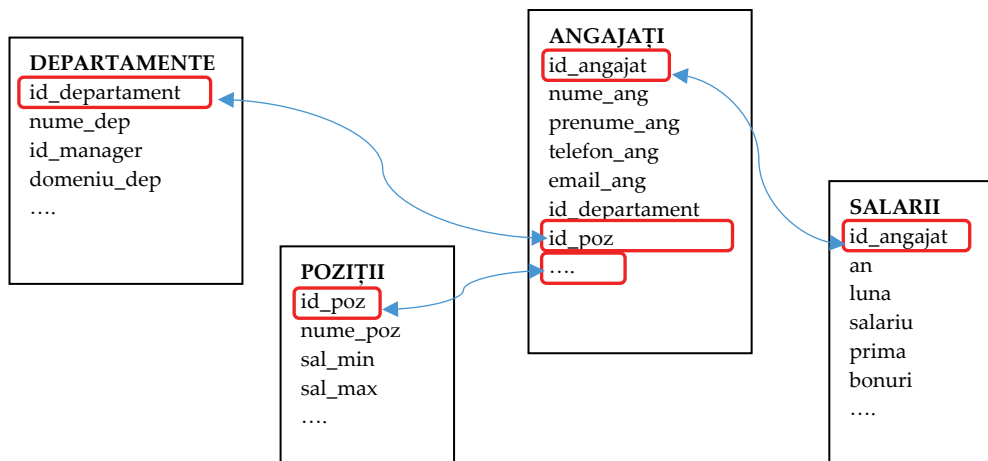 DEPARTAMENTE
id_departament
nume_dep
id_manager
domeniu_dep
….
POZIȚII
id_poz
nume_poz
sal_min
sal_max
….
ANGAJAȚI
id_angajat
nume_ang
prenume_ang
telefon_ang
email_ang
id_departament
id_poz
….
SALARII
id_angajat
an
luna
salariu
prima
bonuri
….